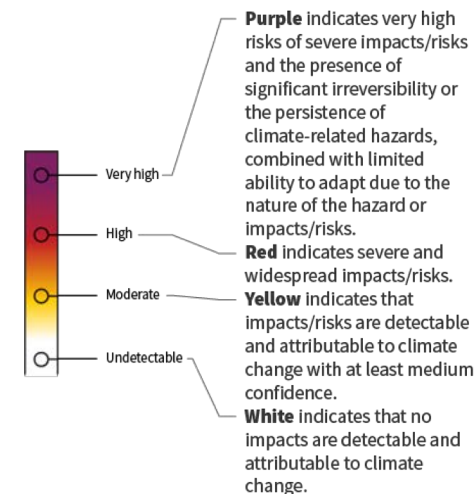 Purple indicates very high
risks of severe impacts/risks
and the presence of
significant irreversibility or
the persistence of
climate-related hazards,
combined with limited
ability to adapt due to the
nature of the hazard or
impacts/risks.
Red indicates severe and
widespread impacts/risks.
Yellow indicates that
impacts/risks are detectable
and attributable to climate
change with at least medium
confidence.
White indicates that no
impacts are detectable and
attributable to climate
change.
Very high
High
Moderate
Undetectable